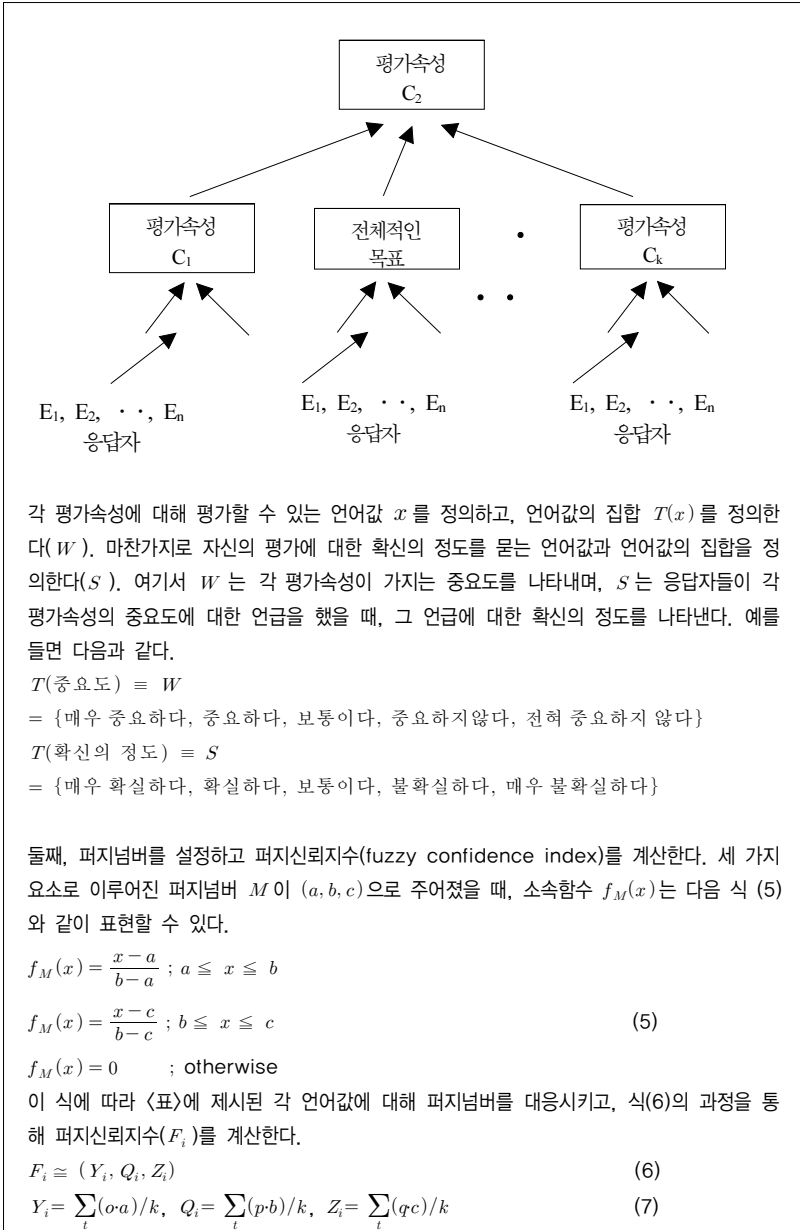 평가속성
C₂
평가속성
C₁
전체적인
목표
평가속성
Cₖ
E₁, E₂, ··, Eₙ
응답자
E₁, E₂, ··, Eₙ
응답자
E₁, E₂, ··, Eₙ
응답자
각 평가속성에 대해 평가할 수 있는 언어값 x 를 정의하고, 언어값의 집합 T(x) 를 정의한
다( W ). 마찬가지로 자신의 평가에 대한 확신의 정도를 묻는 언어값과 언어값의 집합을 정
의한다( S ). 여기서 W 는 각 평가속성이 가지는 중요도를 나타내며, S 는 응답자들이 각
평가속성의 중요도에 대한 언급을 했을 때, 그 언급에 대한 확신의 정도를 나타낸다. 예를
들면 다음과 같다.
T(중요도) ≡ W
= {매우 중요하다, 중요하다, 보통이다, 중요하지않다, 전혀 중요하지 않다}
T(확신의 정도) ≡ S
= {매우 확실하다, 확실하다, 보통이다, 불확실하다, 매우 불확실하다}
둘째, 퍼지넘버를 설정하고 퍼지신뢰지수(fuzzy confidence index)를 계산한다. 세 가지
요소로 이루어진 퍼지넘버 M 이 (a, b, c)으로 주어졌을 때, 소속함수 f_M(x)는 다음 식 (5)
와 같이 표현할 수 있다.
f_M(x) = (x-a)/(b-a) ; a ≦ x ≦ b
f_M(x) = (x-c)/(b-c) ; b ≦ x ≦ c (5)
f_M(x) = 0 ; otherwise
이 식에 따라 〈표〉에 제시된 각 언어값에 대해 퍼지넘버를 대응시키고, 식(6)의 과정을 통
해 퍼지신뢰지수(F_i)를 계산한다.
F_i ≅ (Y_i, Q_i, Z_i) (6)
Y_i = ∑_t(o·a)/k, Q_i = ∑_t(p·b)/k, Z_i = ∑_t(q·c)/k (7)